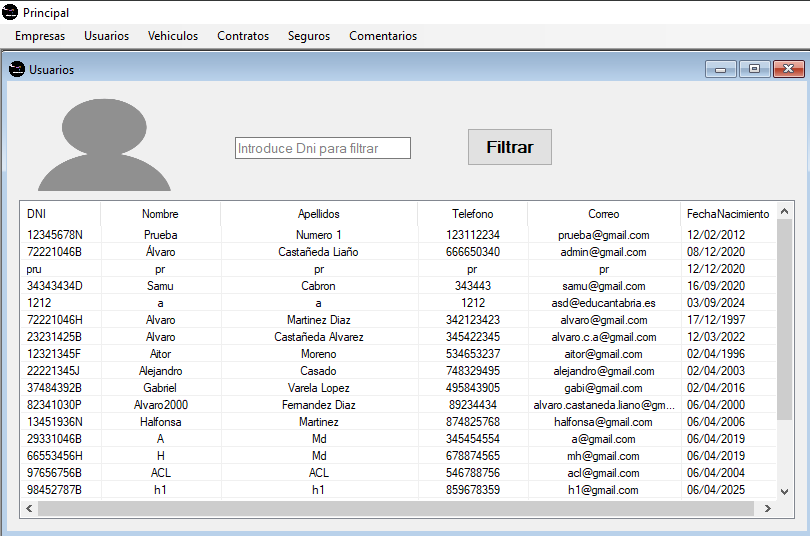 Principal
Empresas Usuarios Vehiculos Contratos Seguros Comentarios
Usuarios
Introduce Dni para filtrar Filtrar
DNI Nombre Apellidos Telefono Correo FechaNacimiento
12345678N Prueba Numero 1 123112234 prueba@gmail.com 12/02/2012
72221046B Álvaro Castañeda Liaño 666650340 admin@gmail.com 08/12/2020
pru pr pr pr pr 12/12/2020
34343434D Samu Cabron 343443 samu@gmail.com 16/09/2020
1212 a a 1212 asd@educantabria.es 03/09/2024
72221046H Alvaro Martinez Diaz 342123423 alvaro@gmail.com 17/12/1997
23231425B Alvaro Castañeda Alvarez 345422345 alvaro.c.a@gmail.com 12/03/2022
12321345F Aitor Moreno 534653237 aitor@gmail.com 02/04/1996
22221345J Alejandro Casado 748329495 alejandro@gmail.com 02/04/2003
37484392B Gabriel Varela Lopez 495843905 gabi@gmail.com 02/04/2016
82341030P Alvaro2000 Fernandez Diaz 89234434 alvaro.castaneda.liano@gm... 06/04/2000
13451936N Halfonsa Martinez 874825768 halfonsa@gmail.com 06/04/2006
29331046B A Md 345454554 a@gmail.com 06/04/2019
66553456H H Md 678874565 mh@gmail.com 06/04/2019
97656756B ACL ACL 546788756 acl@gmail.com 06/04/2004
98452787B h1 h1 859678359 h1@gmail.com 06/04/2025